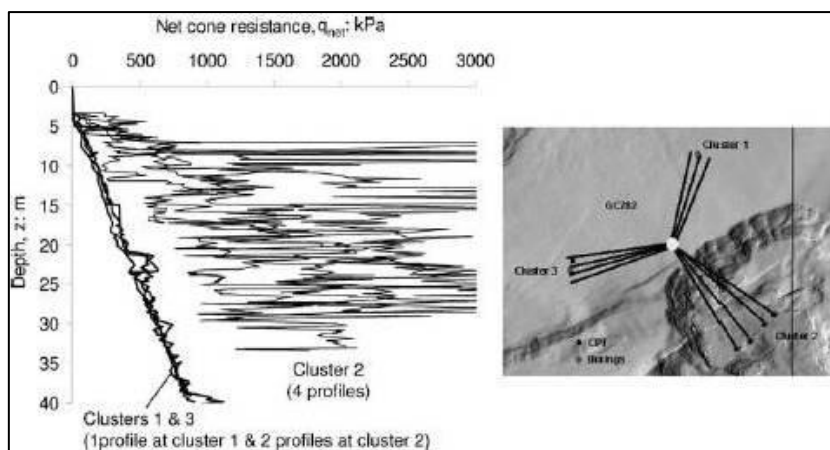 Net cone resistance, qnet: kPa
0 500 1000 1500 2000 2500 3000
0
5
10
15
20
25
30
35
40
Depth, z: m
Cluster 2
(4 profiles)
Clusters 1 & 3
(1profile at cluster 1 & 2 profiles at cluster 2)
Cluster 1
GC282
Cluster 3
Cluster 2
CPT
Borings